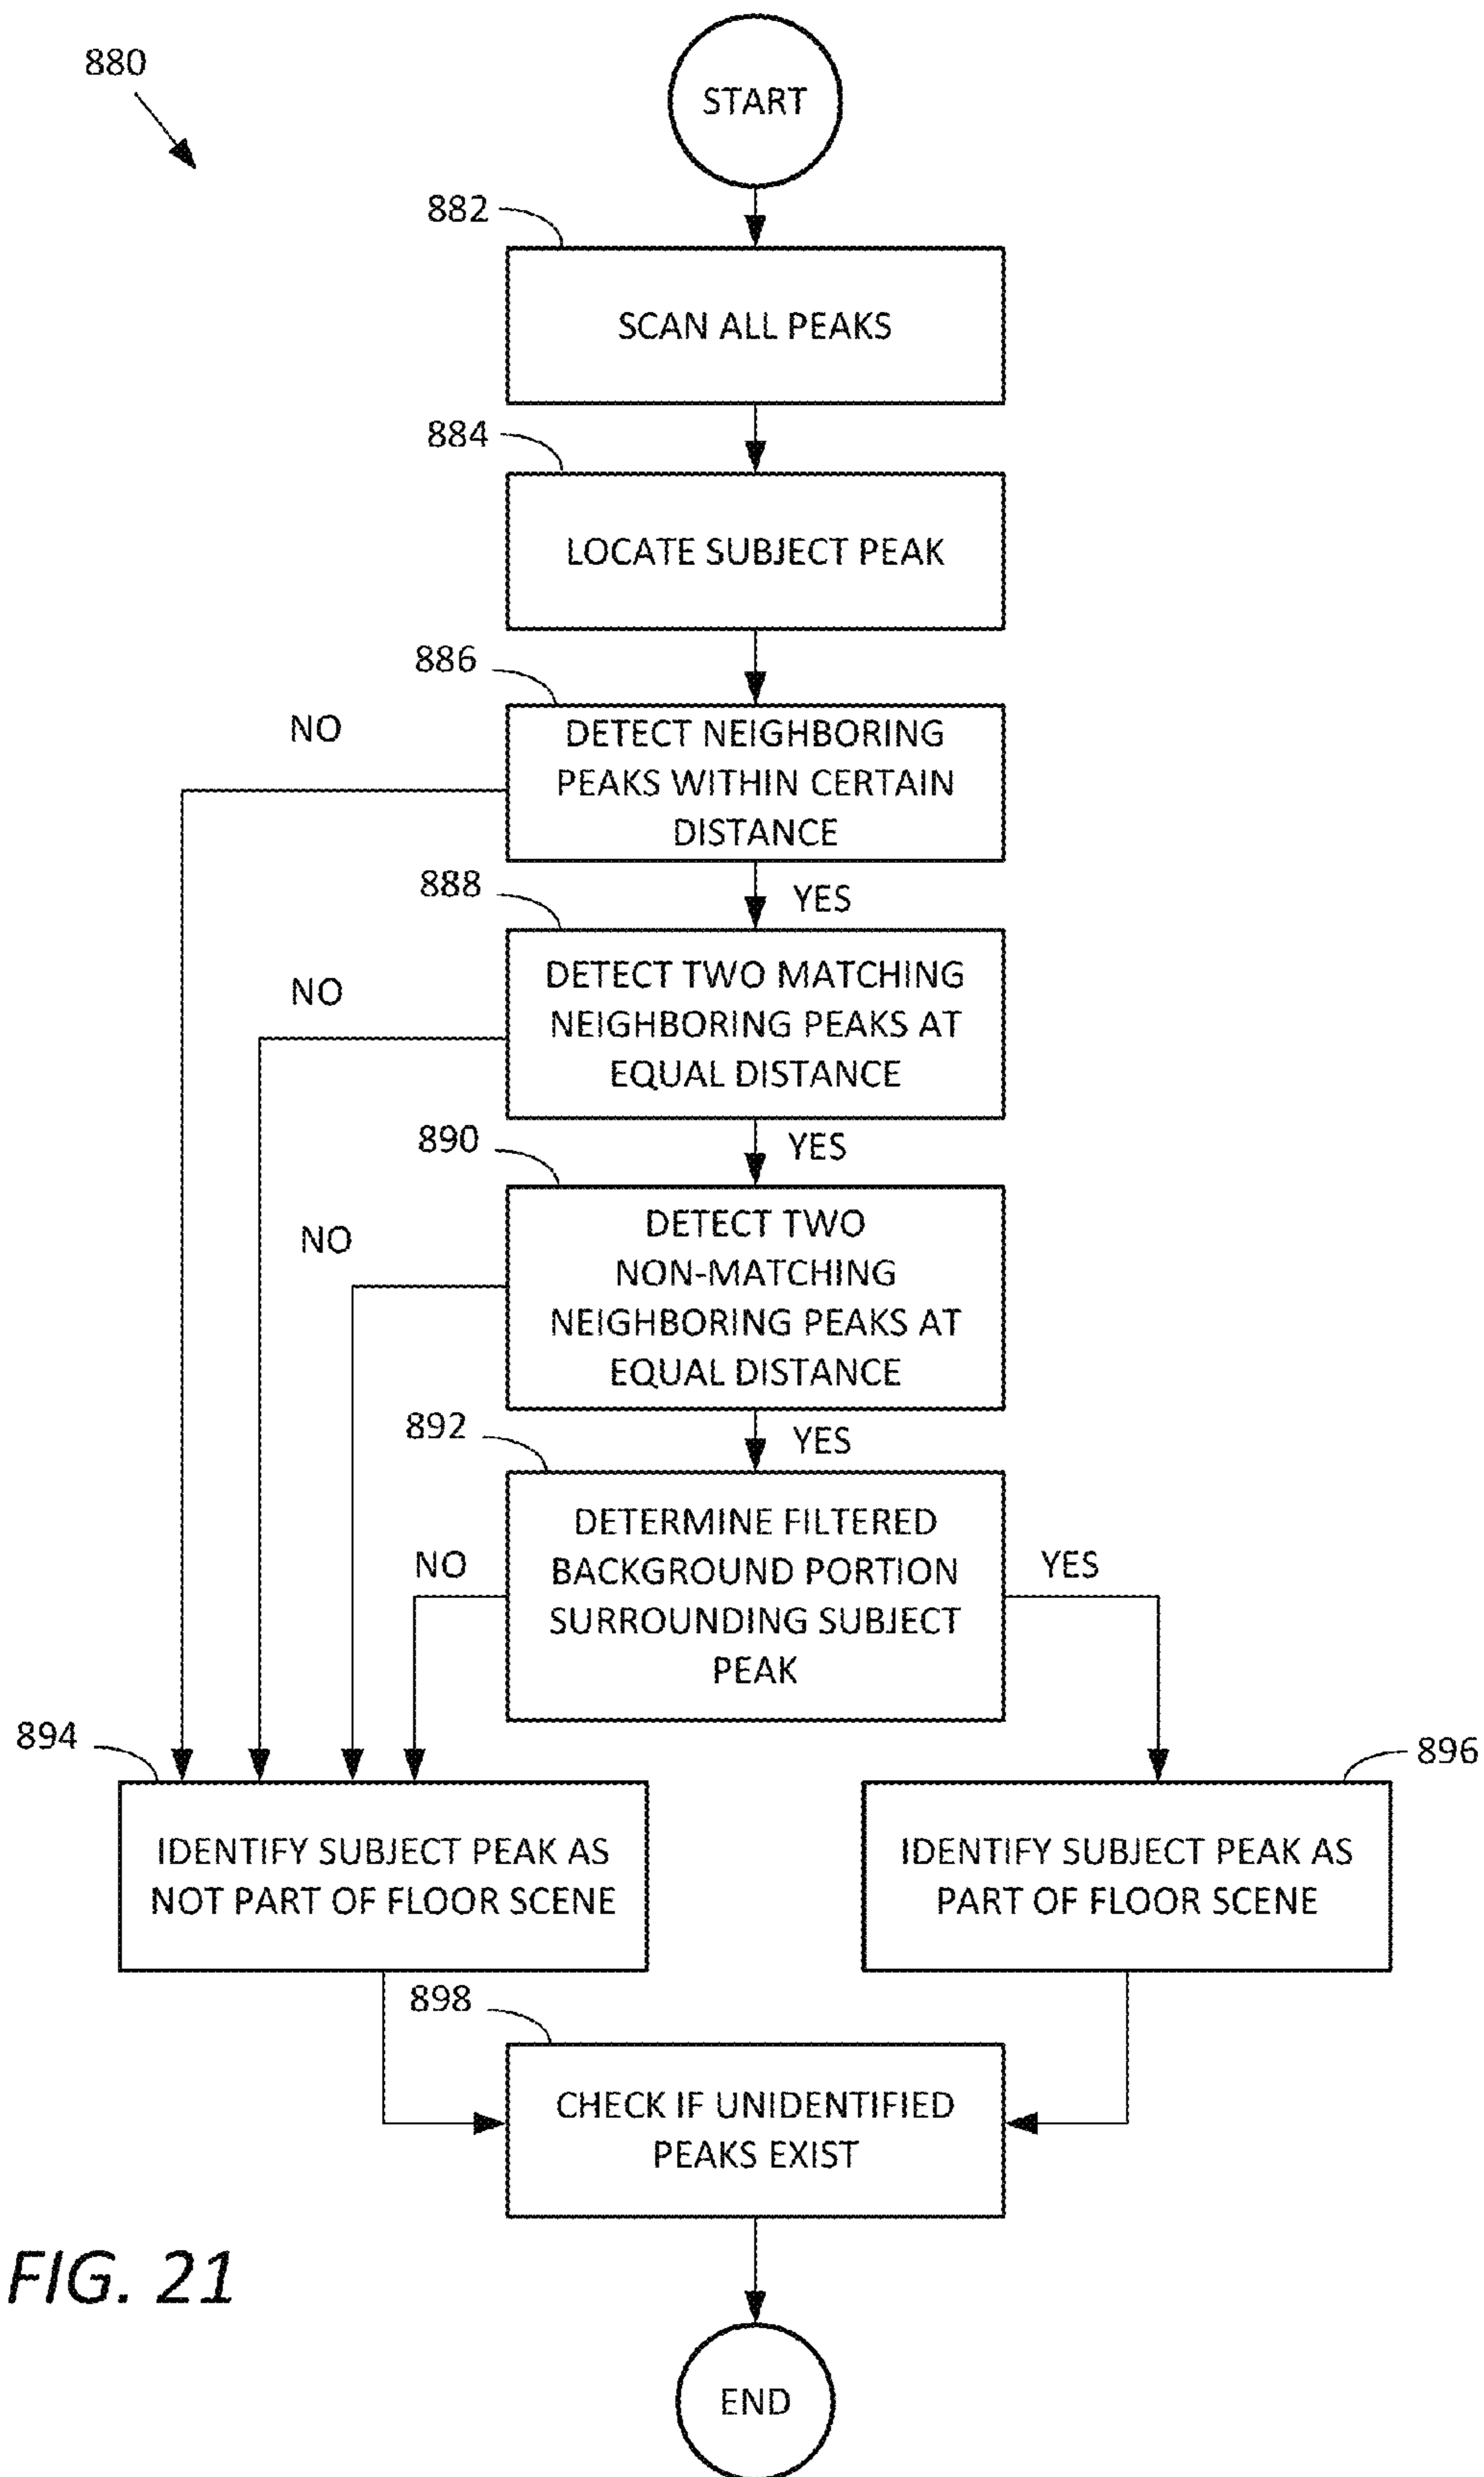 880
START
882
SCAN ALL PEAKS
884
LOCATE SUBJECT PEAK
886
NO
DETECT NEIGHBORING
PEAKS WITHIN CERTAIN
DISTANCE
888
YES
NO
DETECT TWO MATCHING
NEIGHBORING PEAKS AT
EQUAL DISTANCE
890
YES
NO
DETECT TWO
NON-MATCHING
NEIGHBORING PEAKS AT
EQUAL DISTANCE
892
YES
NO
DETERMINE FILTERED
BACKGROUND PORTION
SURROUNDING SUBJECT
PEAK
YES
894
IDENTIFY SUBJECT PEAK AS
NOT PART OF FLOOR SCENE
896
IDENTIFY SUBJECT PEAK AS
PART OF FLOOR SCENE
898
CHECK IF UNIDENTIFIED
PEAKS EXIST
FIG. 21
END